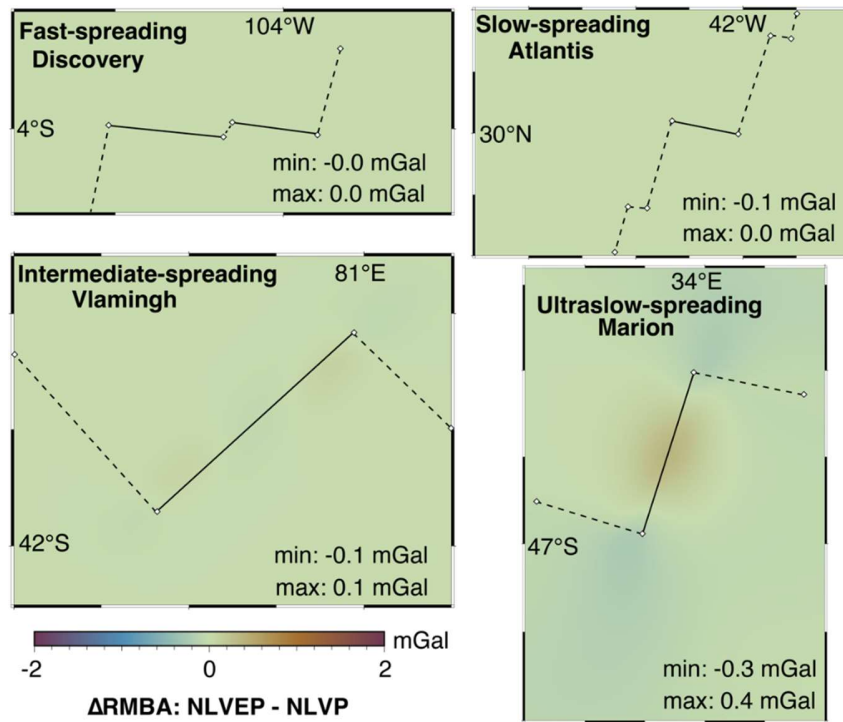 Fast-spreading
Discovery
104°W
4°S
min: -0.0 mGal
max: 0.0 mGal
Slow-spreading
Atlantis
42°W
30°N
min: -0.1 mGal
max: 0.0 mGal
Intermediate-spreading
Vlamingh
81°E
42°S
min: -0.1 mGal
max: 0.1 mGal
34°E
Ultraslow-spreading
Marion
47°S
min: -0.3 mGal
max: 0.4 mGal
mGal
-2 0 2
ΔRMBA: NLVEP - NLVP